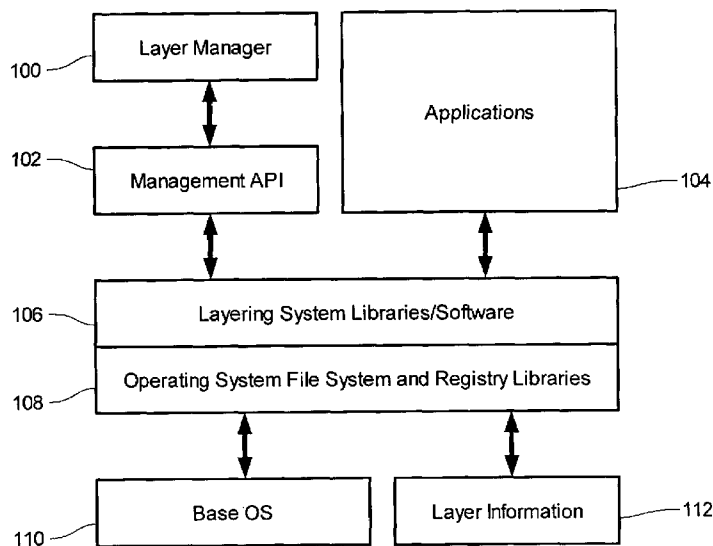 Layer Manager
100
Applications
102
Management API
104
106
Layering System Libraries/Software
108
Operating System File System and Registry Libraries
110
Base OS
Layer Information
112